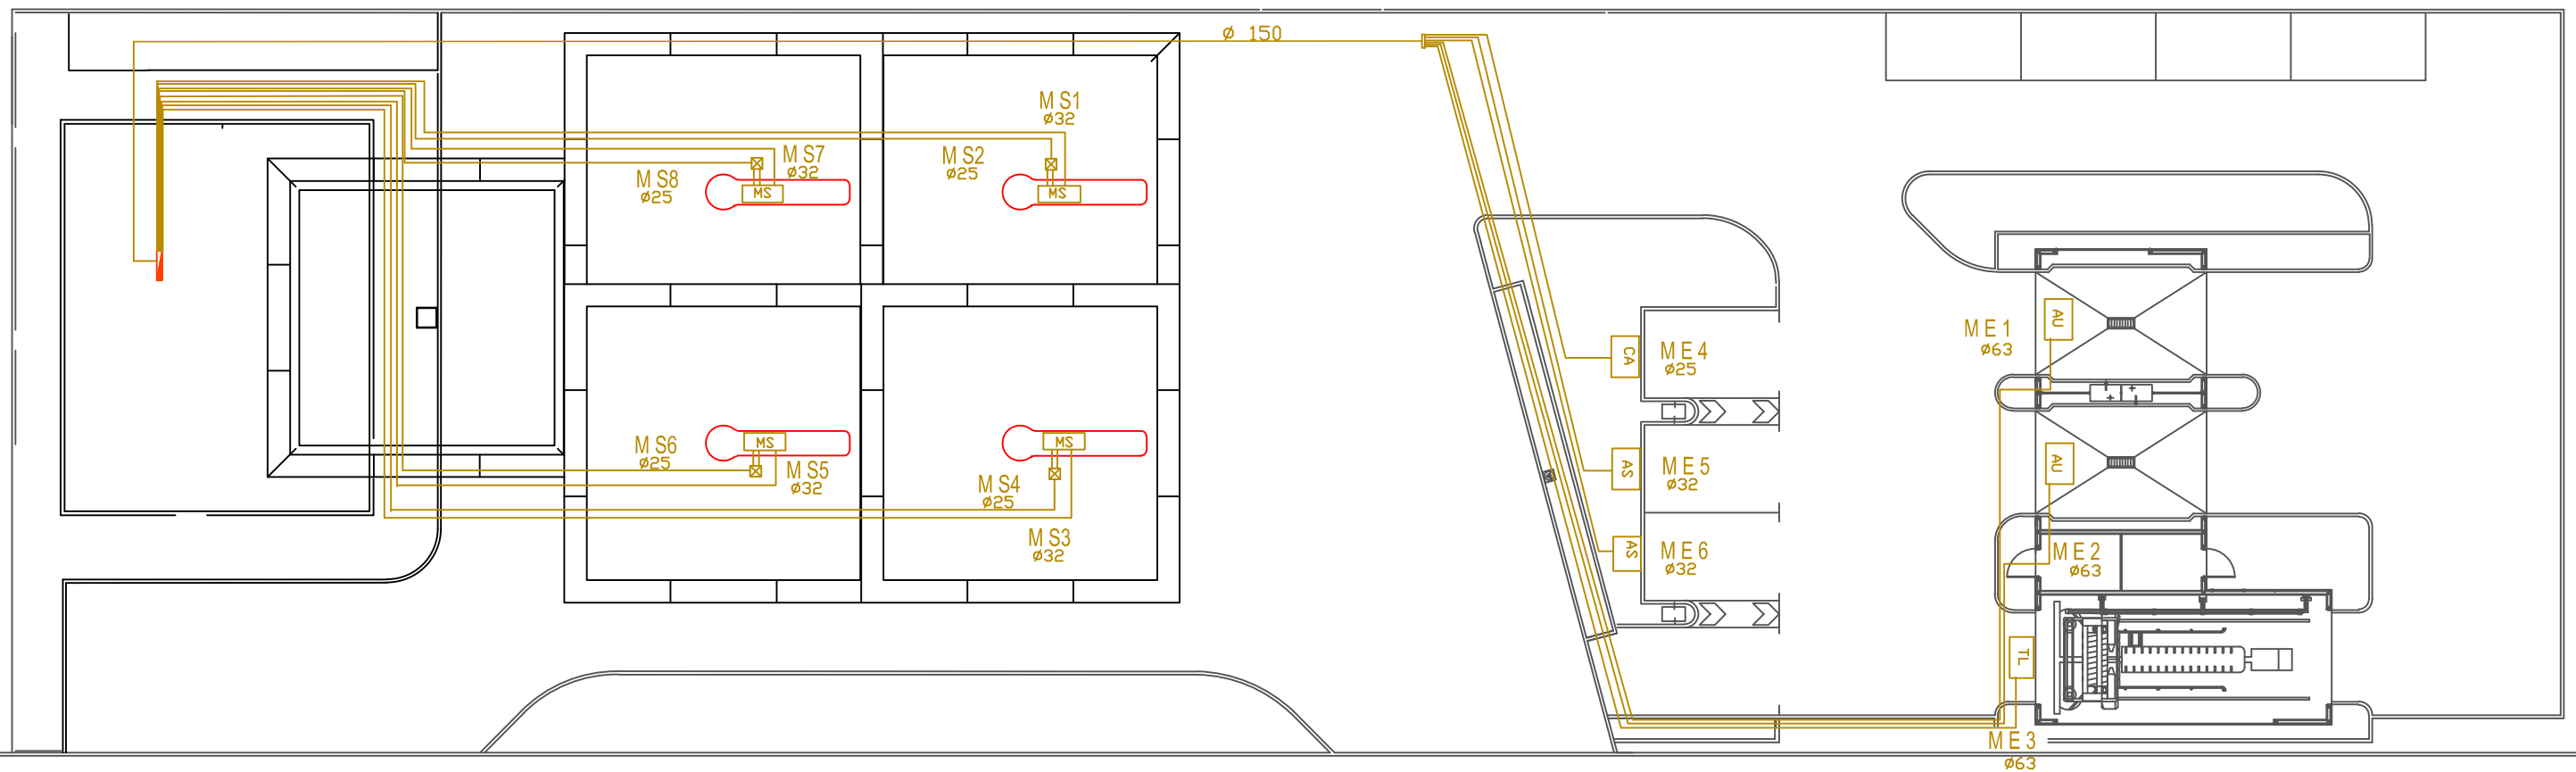 ø 150
M S1
ø32
M S7
ø32
M S2
ø25
M S8
ø25
MS
MS
M E 1
ø63
AU
CA
M E 4
ø25
M S6
ø25
MS
M S5
ø32
MS
M S4
ø25
AS
M E 5
ø32
AU
M S3
ø32
AS
M E 6
ø32
M E 2
ø63
TL
M E 3
ø63